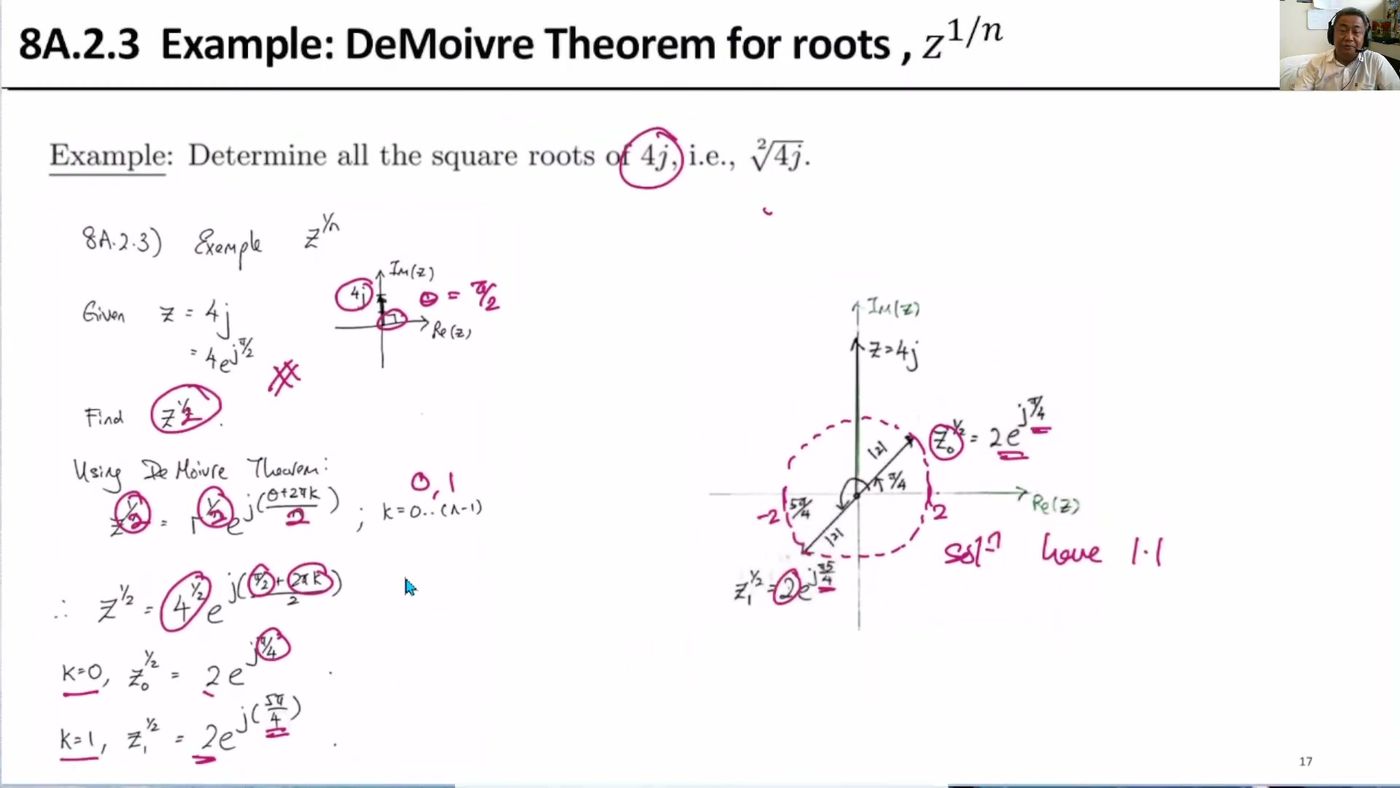 8A.2.3 Example: DeMoivre Theorem for roots , z^{1/n}
Example: Determine all the square roots of 4j, i.e., ²√4j.
8A.2.3) Example z^{1/n}
Given z = 4j
= 4e^{jπ/2}
4j
Im(z)
Re(z)
θ = π/2
Find z^{1/2}.
Using De Moivre Theorem:
z^{1/2} = r^{1/2} e^{j(θ+2πk)/2} ; k=0..(n-1)
0, 1
∴ z^{1/2} = 4^{1/2} e^{j(π/2+2πk)/2}
k=0, z₀^{1/2} = 2e^{jπ/4}
k=1, z₁^{1/2} = 2e^{j(5π/4)}
Im(z)
z=4j
z₀^{1/2} = 2e^{jπ/4}
|2|
π/4
5π/4
-2
2
Re(z)
|2|
z₁^{1/2} = 2e^{j5π/4}
solⁿ have |·|
17